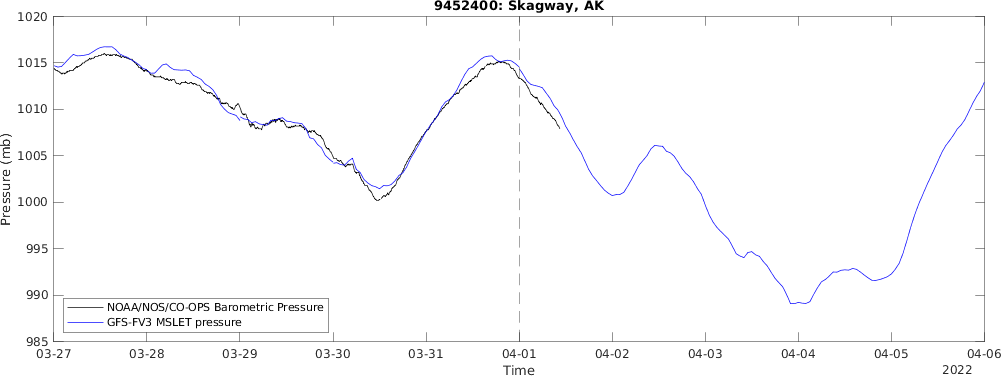 9452400: Skagway, AK
1020
1015
1010
1005
1000
995
990
985
Pressure (mb)
NOAA/NOS/CO-OPS Barometric Pressure
GFS-FV3 MSLET pressure
03-27 03-28 03-29 03-30 03-31 04-01 04-02 04-03 04-04 04-05 04-06
Time
2022